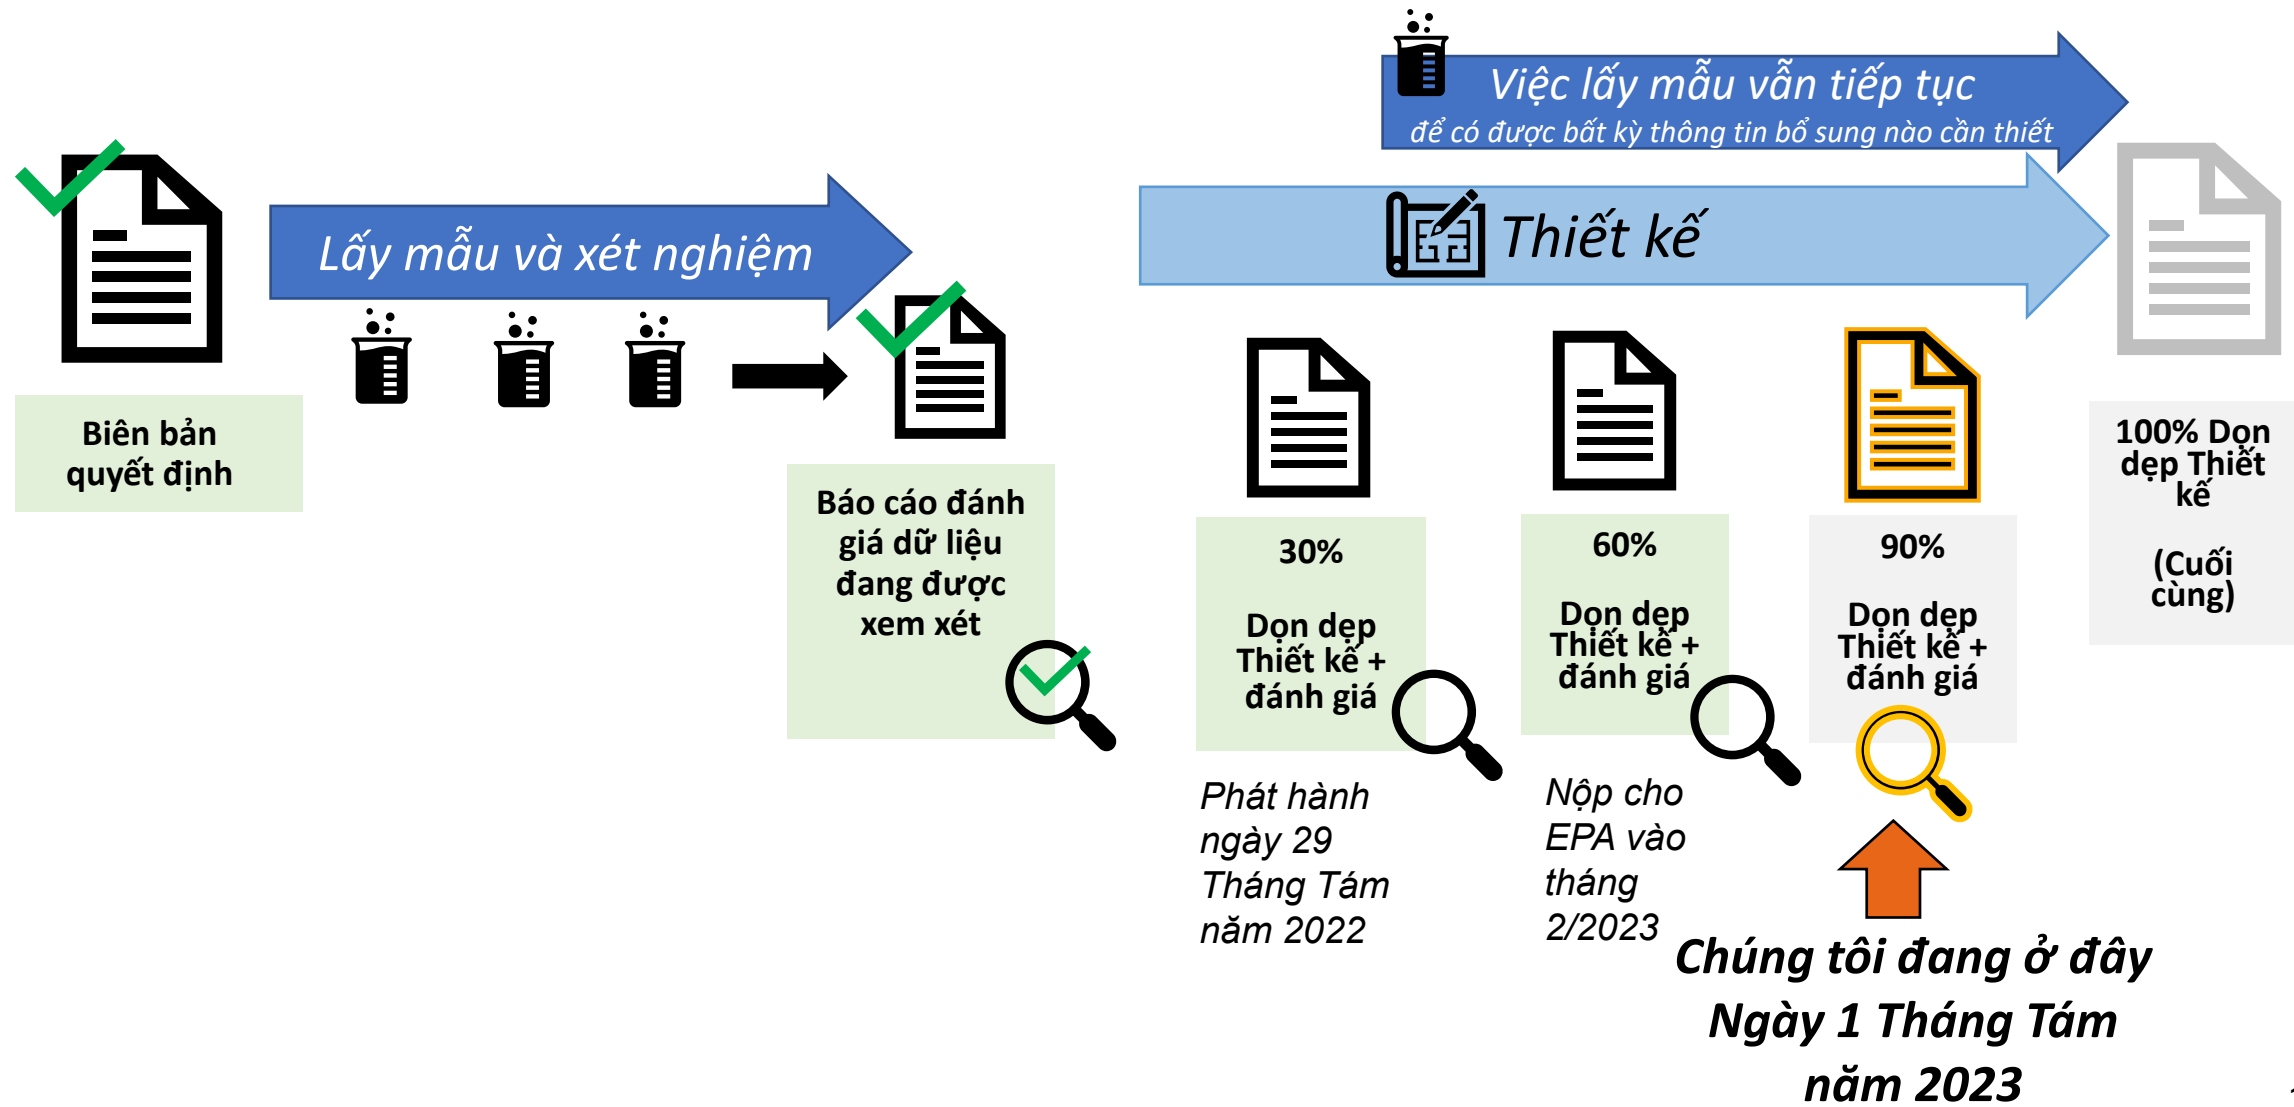 Việc lấy mẫu vẫn tiếp tục
để có được bất kỳ thông tin bổ sung nào cần thiết
Lấy mẫu và xét nghiệm
Thiết kế
Biên bản
quyết định
Báo cáo đánh
giá dữ liệu
đang được
xem xét
30%
Dọn dẹp
Thiết kế +
đánh giá
Phát hành
ngày 29
Tháng Tám
năm 2022
60%
Dọn dẹp
Thiết kế +
đánh giá
Nộp cho
EPA vào
tháng
2/2023
90%
Dọn dẹp
Thiết kế +
đánh giá
100% Dọn
dẹp Thiết
kế
(Cuối
cùng)
Chúng tôi đang ở đây
Ngày 1 Tháng Tám
năm 2023